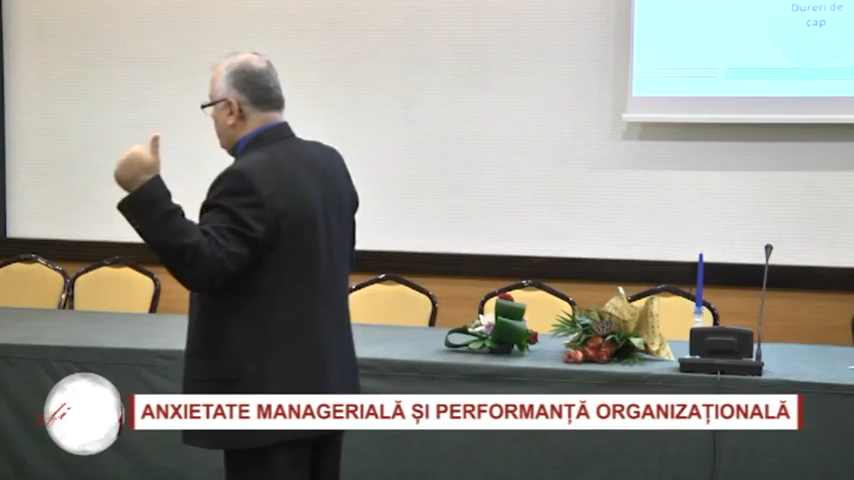 Dureri de
cap
ANXIETATE MANAGERIALĂ ȘI PERFORMANȚĂ ORGANIZAȚIONALĂ